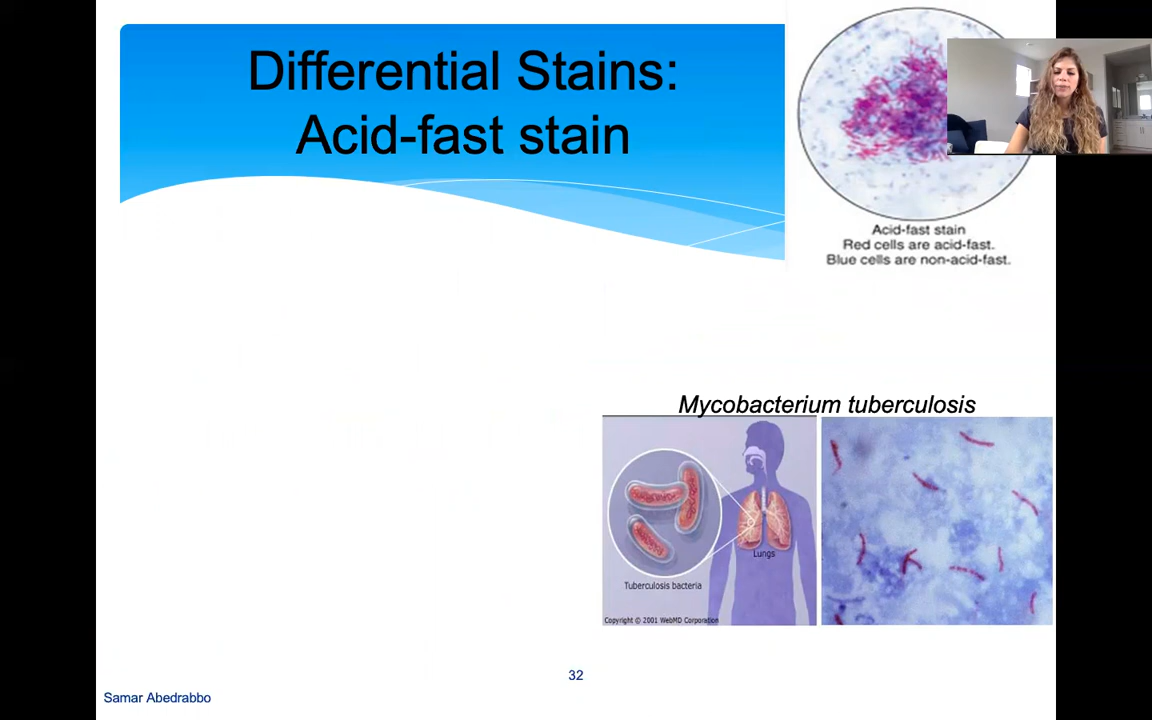 Differential Stains:
Acid-fast stain
Acid-fast stain
Red cells are acid-fast.
Blue cells are non-acid-fast.
Mycobacterium tuberculosis
Lungs
Tuberculosis bacteria
Copyright © 2001 WebMD Corporation
32
Samar Abedrabbo